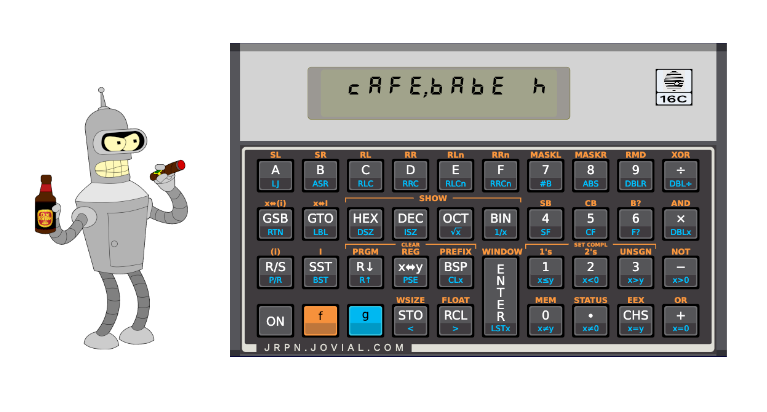 cAFE,bAbE h
16C
SL SR RL RR RLn RRn MASKL MASKR RMD XOR
A B C D E F 7 8 9 ÷
LJ ASR RLC RRC RLCn RRCn #B ABS DBLR DBL÷
SHOW
x⇔(i) x⇔I SB CB B? AND
GSB GTO HEX DEC OCT BIN 4 5 6 ×
RTN LBL DSZ ISZ √x 1/x SF CF F? DBLx
CLEAR SET COMPL
(i) I PRGM REG PREFIX WINDOW 1's 2's UNSGN NOT
R/S SST R↓ x⇔y BSP ENTER 1 2 3 −
P/R BST R↑ PSE CLx x≤y x<0 x>y x>0
WSIZE FLOAT MEM STATUS EEX OR
ON f g STO RCL 0 • CHS +
< > LSTx x≠y x≠0 x=y x=0
JRPN.JOVIAL.COM